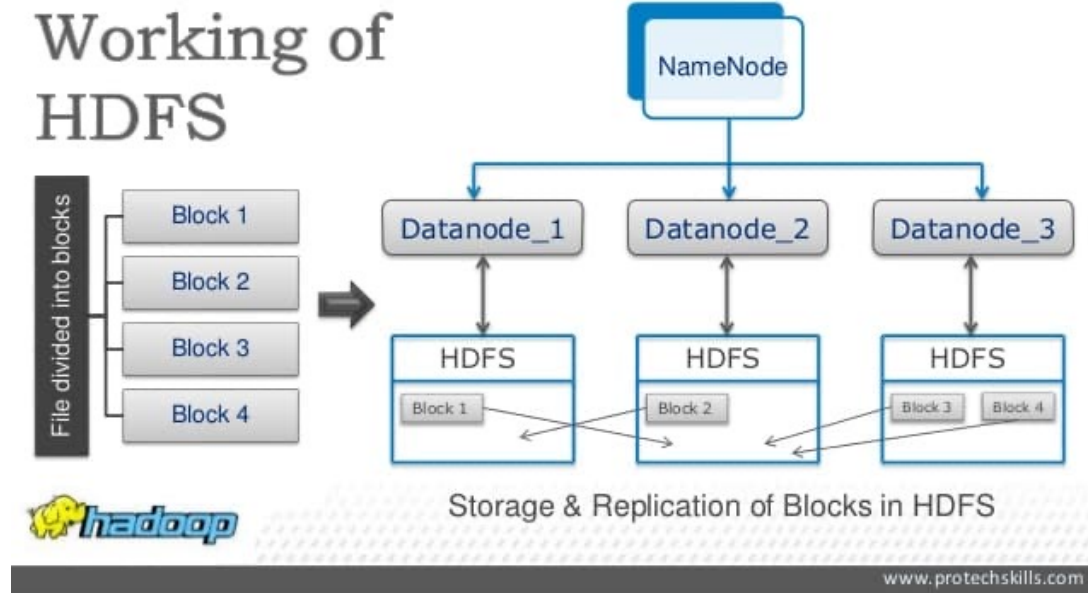 Working of
HDFS
NameNode
File divided into blocks
Block 1
Block 2
Block 3
Block 4
Datanode_1
Datanode_2
Datanode_3
HDFS
HDFS
HDFS
Block 1
Block 2
Block 3
Block 4
Storage & Replication of Blocks in HDFS
hadoop
www.protechskills.com